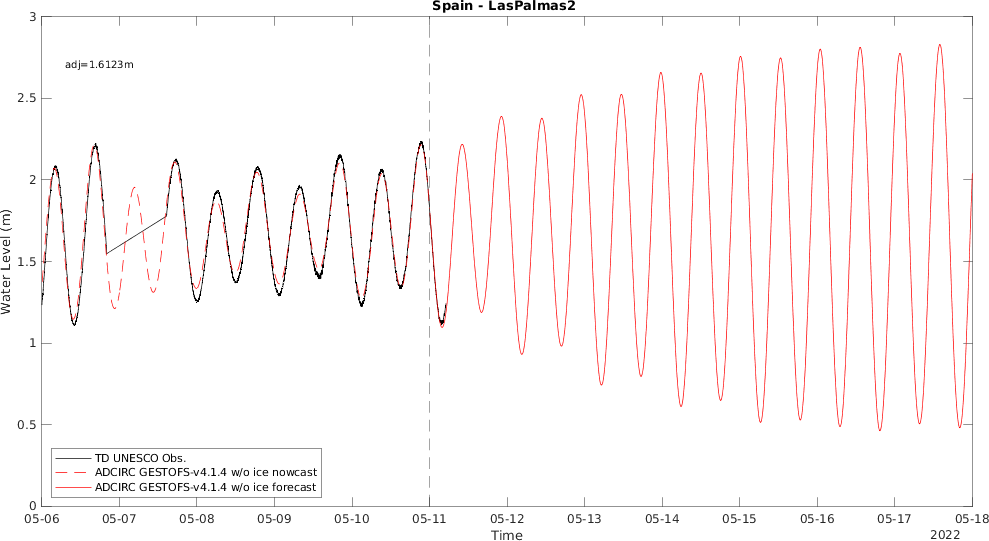 Spain - LasPalmas2
adj=1.6123m
Water Level (m)
3
2.5
2
1.5
1
0.5
0
TD UNESCO Obs.
ADCIRC GESTOFS-v4.1.4 w/o ice nowcast
ADCIRC GESTOFS-v4.1.4 w/o ice forecast
05-06 05-07 05-08 05-09 05-10 05-11 05-12 05-13 05-14 05-15 05-16 05-17 05-18
Time
2022